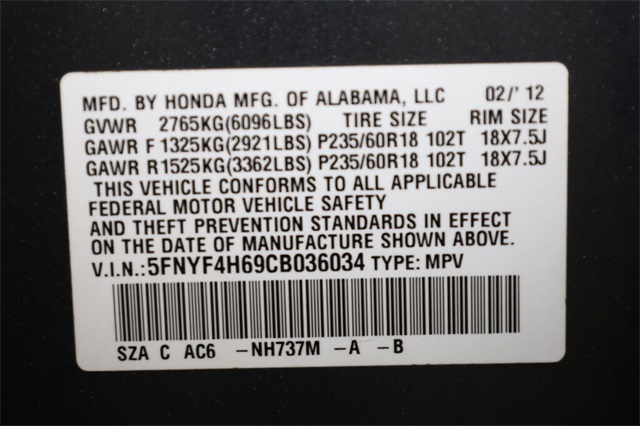 MFD. BY HONDA MFG. OF ALABAMA, LLC 02/'12
GVWR 2765KG(6096LBS) TIRE SIZE RIM SIZE
GAWR F 1325KG(2921LBS) P235/60R18 102T 18X7.5J
GAWR R1525KG(3362LBS) P235/60R18 102T 18X7.5J
THIS VEHICLE CONFORMS TO ALL APPLICABLE
FEDERAL MOTOR VEHICLE SAFETY
AND THEFT PREVENTION STANDARDS IN EFFECT
ON THE DATE OF MANUFACTURE SHOWN ABOVE.
V.I.N.:5FNYF4H69CB036034 TYPE: MPV
SZA C AC6 -NH737M -A -B